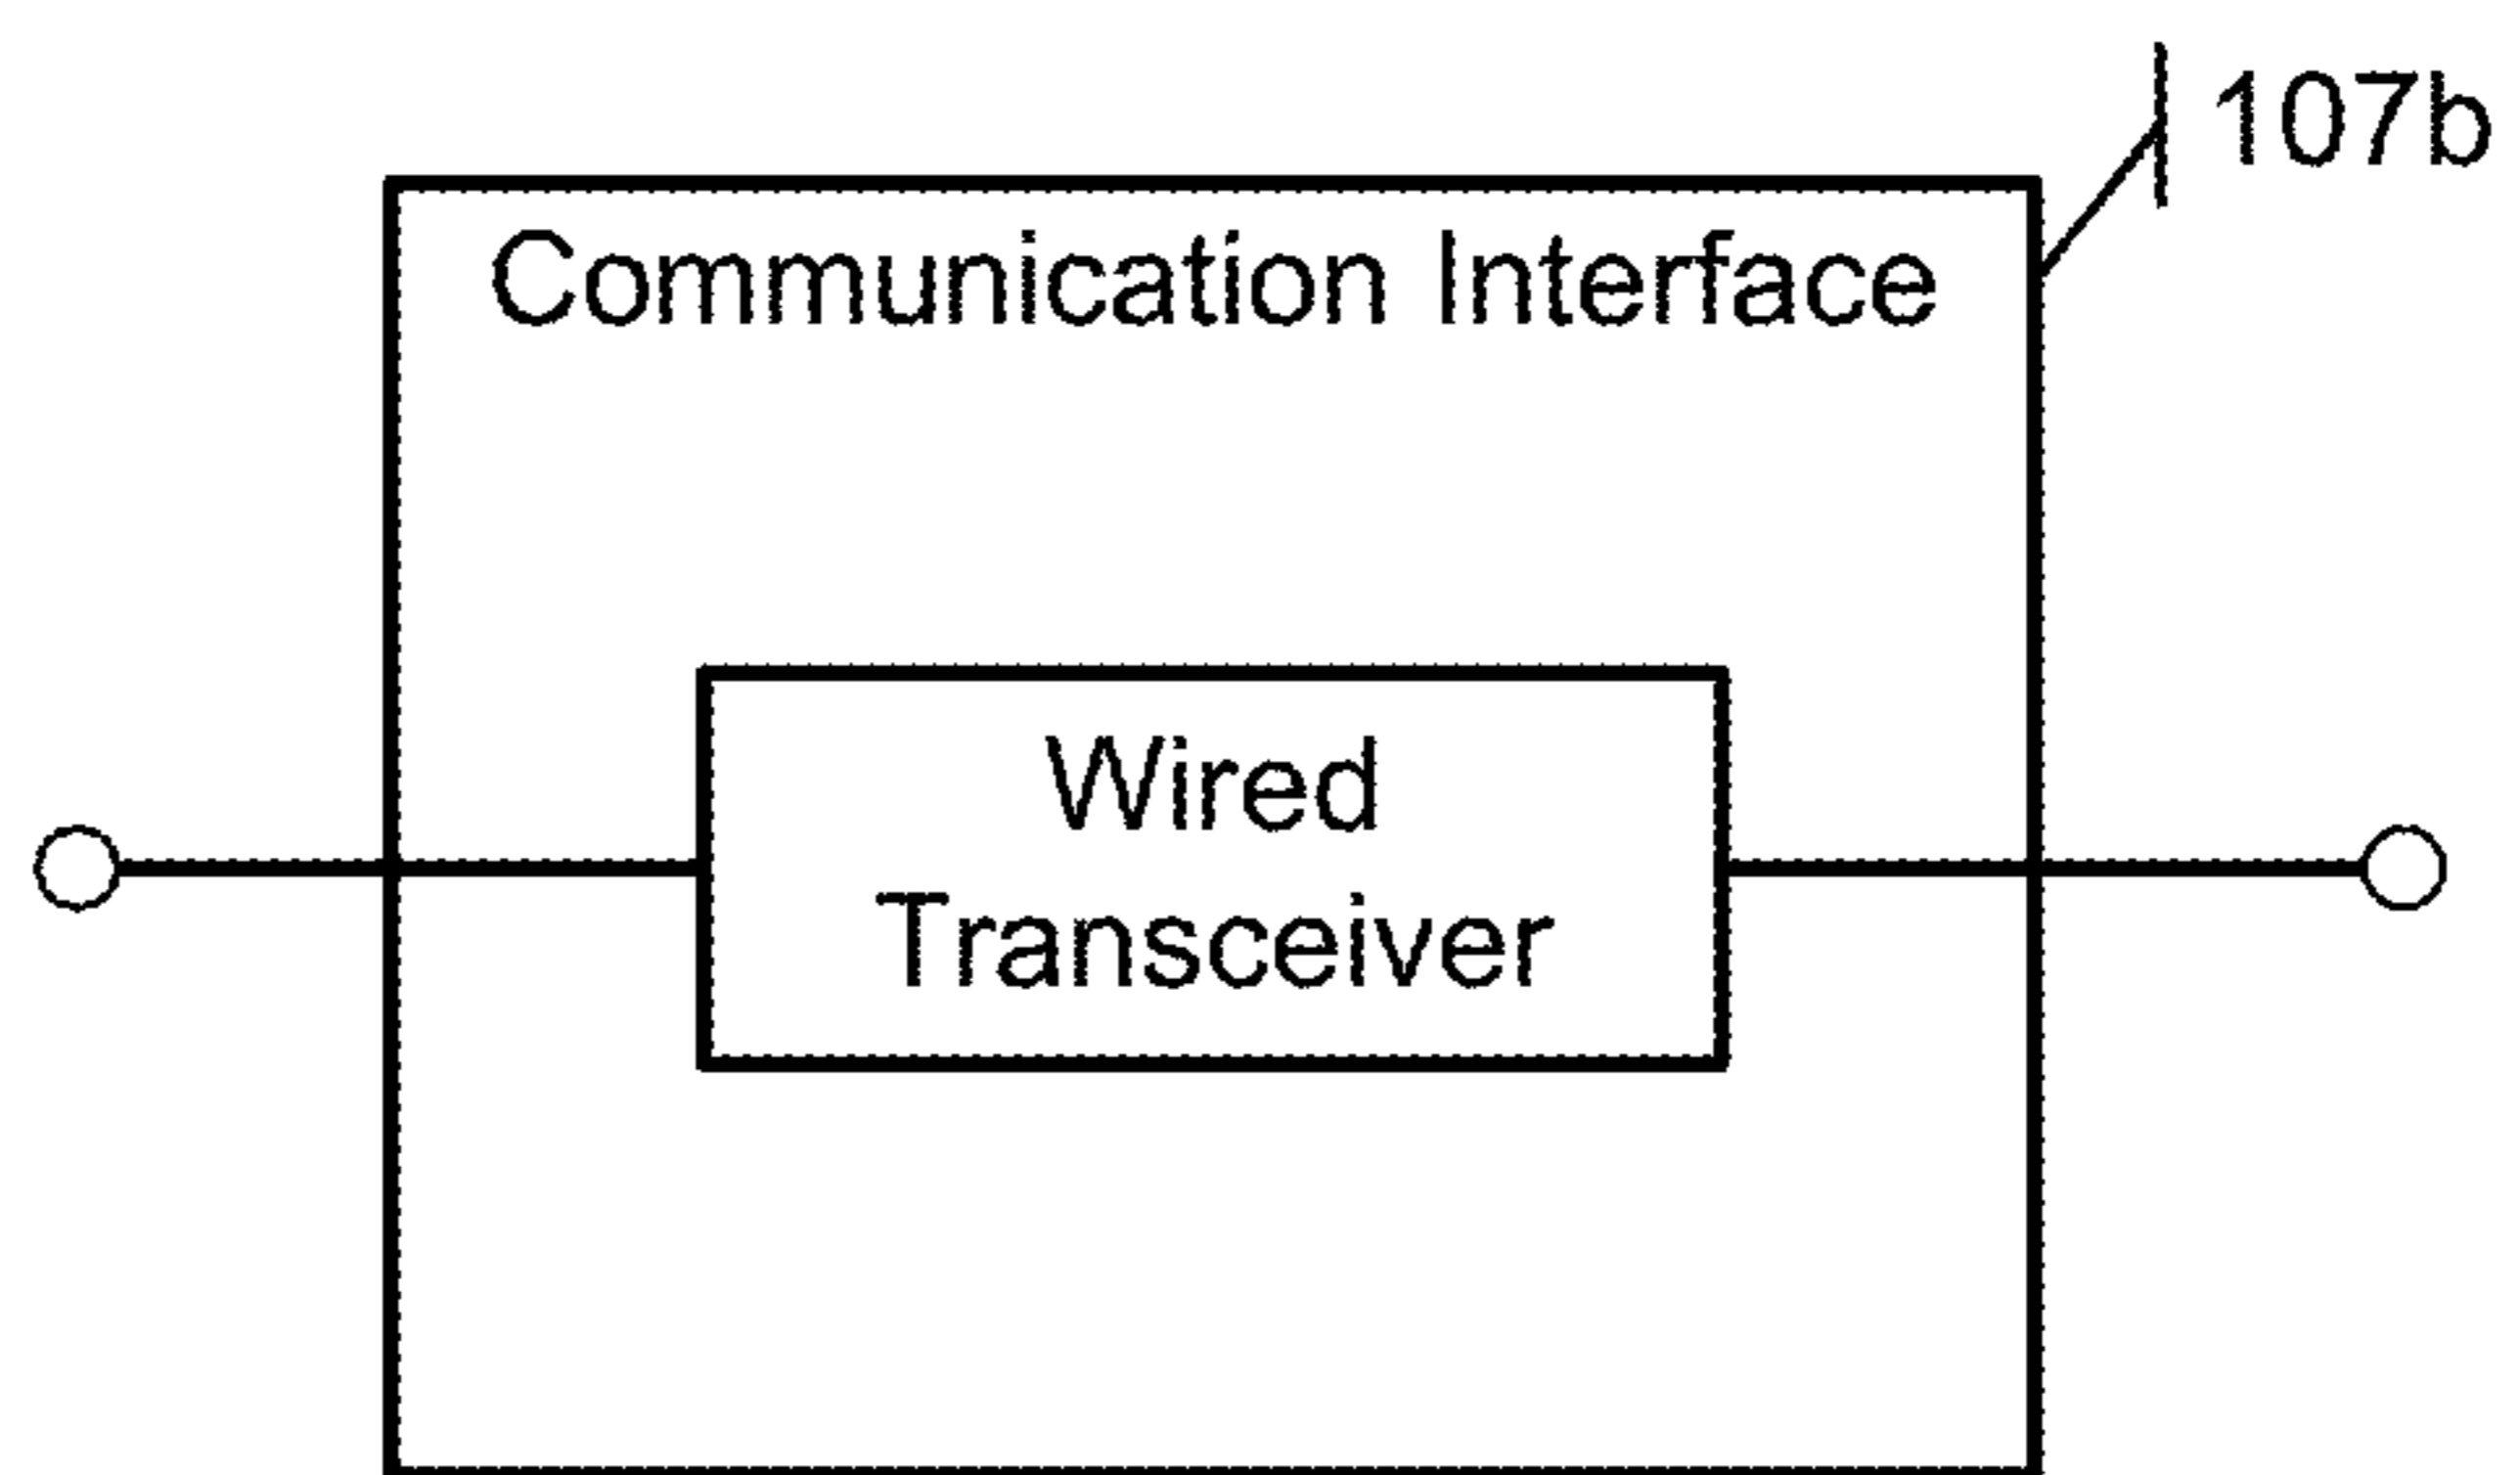 107b
Communication Interface
Wired
Transceiver